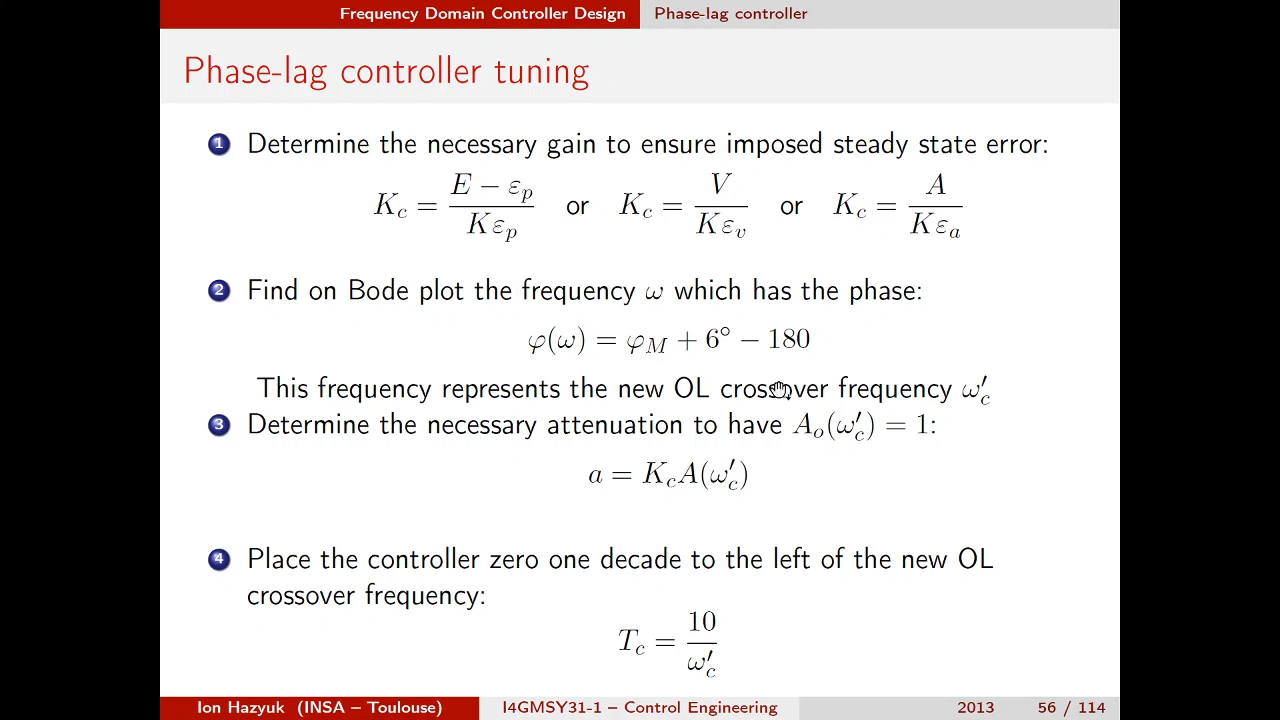 Frequency Domain Controller Design Phase-lag controller
Phase-lag controller tuning
1 Determine the necessary gain to ensure imposed steady state error:
K_c = \frac{E - ε_p}{Kε_p} or K_c = \frac{V}{Kε_v} or K_c = \frac{A}{Kε_a}
2 Find on Bode plot the frequency ω which has the phase:
φ(ω) = φ_M + 6° − 180
This frequency represents the new OL crossover frequency ω′_c
3 Determine the necessary attenuation to have A_o(ω′_c) = 1:
a = K_c A(ω′_c)
4 Place the controller zero one decade to the left of the new OL
crossover frequency:
T_c = \frac{10}{ω′_c}
Ion Hazyuk (INSA – Toulouse) I4GMSY31-1 – Control Engineering 2013 56 / 114